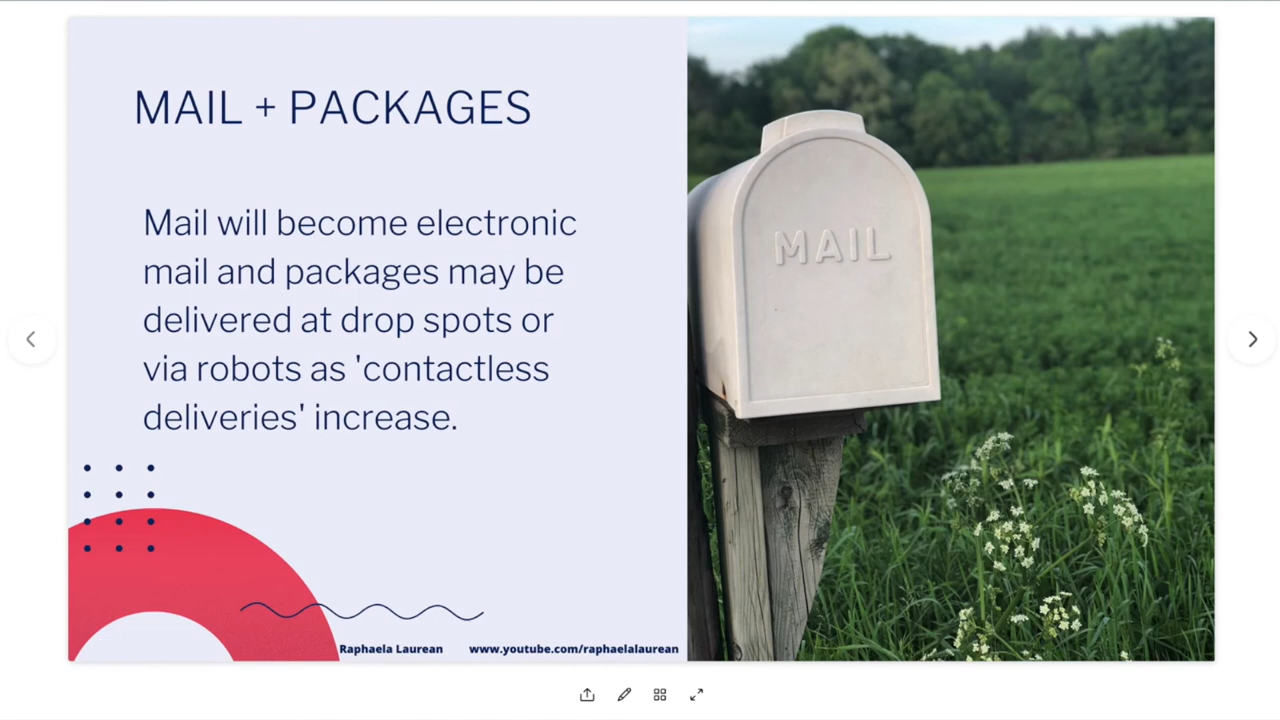 MAIL + PACKAGES
Mail will become electronic
mail and packages may be
delivered at drop spots or
via robots as 'contactless
deliveries' increase.
Raphaela Laurean www.youtube.com/raphaelalaurean
MAIL